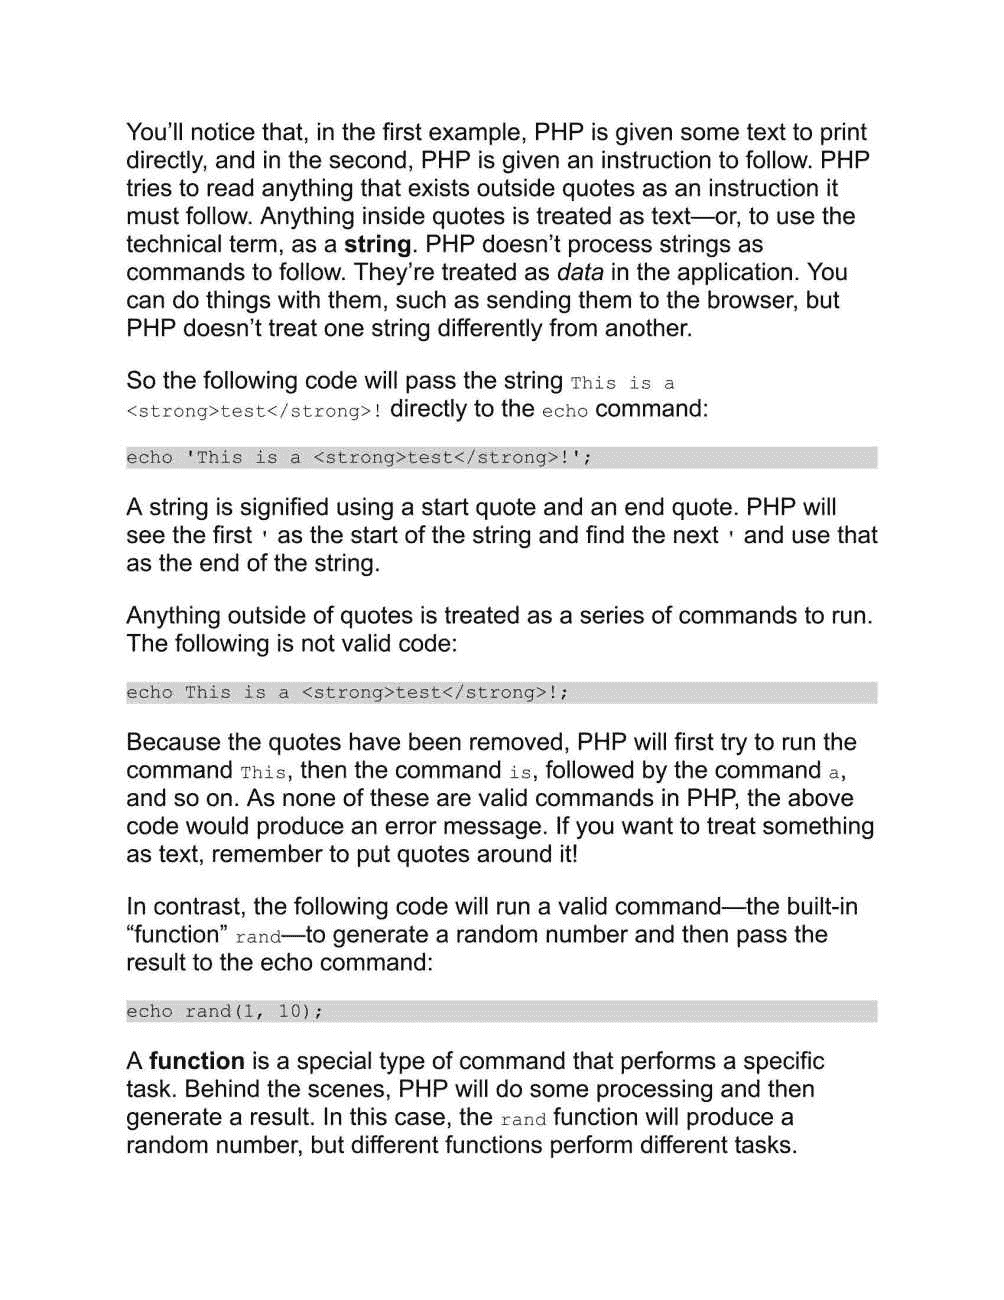 You’ll notice that, in the first example, PHP is given some text to print
directly, and in the second, PHP is given an instruction to follow. PHP
tries to read anything that exists outside quotes as an instruction it
must follow. Anything inside quotes is treated as text—or, to use the
technical term, as a string. PHP doesn’t process strings as
commands to follow. They’re treated as data in the application. You
can do things with them, such as sending them to the browser, but
PHP doesn’t treat one string differently from another.
So the following code will pass the string This is a
<strong>test</strong>! directly to the echo command:
echo 'This is a <strong>test</strong>!';
A string is signified using a start quote and an end quote. PHP will
see the first ' as the start of the string and find the next ' and use that
as the end of the string.
Anything outside of quotes is treated as a series of commands to run.
The following is not valid code:
echo This is a <strong>test</strong>!;
Because the quotes have been removed, PHP will first try to run the
command This, then the command is, followed by the command a,
and so on. As none of these are valid commands in PHP, the above
code would produce an error message. If you want to treat something
as text, remember to put quotes around it!
In contrast, the following code will run a valid command—the built-in
“function” rand—to generate a random number and then pass the
result to the echo command:
echo rand(1, 10);
A function is a special type of command that performs a specific
task. Behind the scenes, PHP will do some processing and then
generate a result. In this case, the rand function will produce a
random number, but different functions perform different tasks.